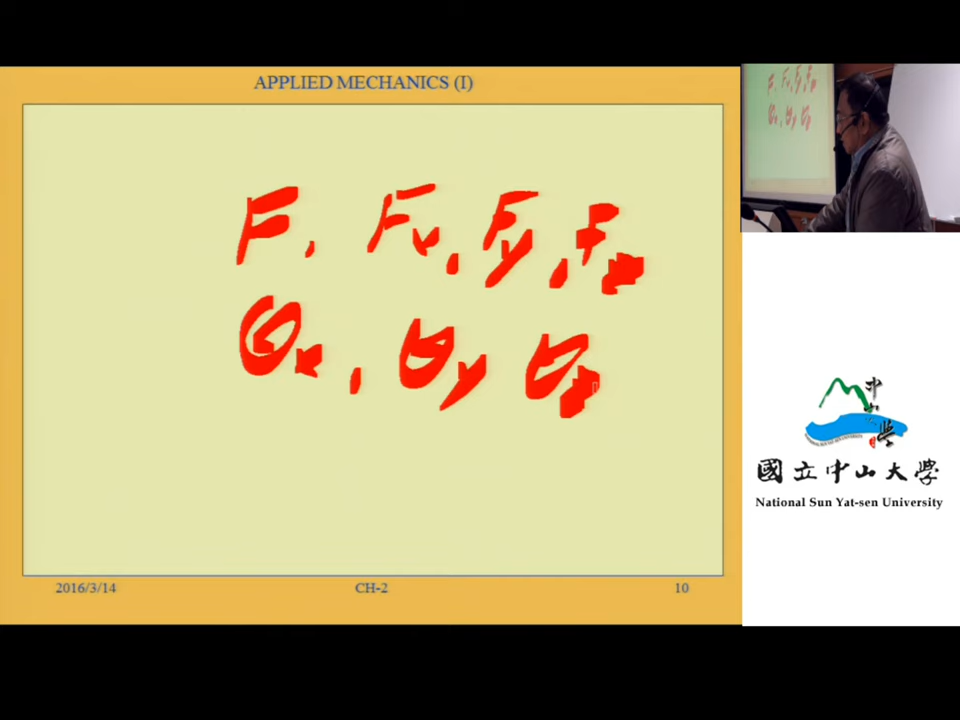 APPLIED MECHANICS (I)
F, Fx, Fy, Fz
θx, θy θz
2016/3/14
CH-2
10
國立中山大學
National Sun Yat-sen University